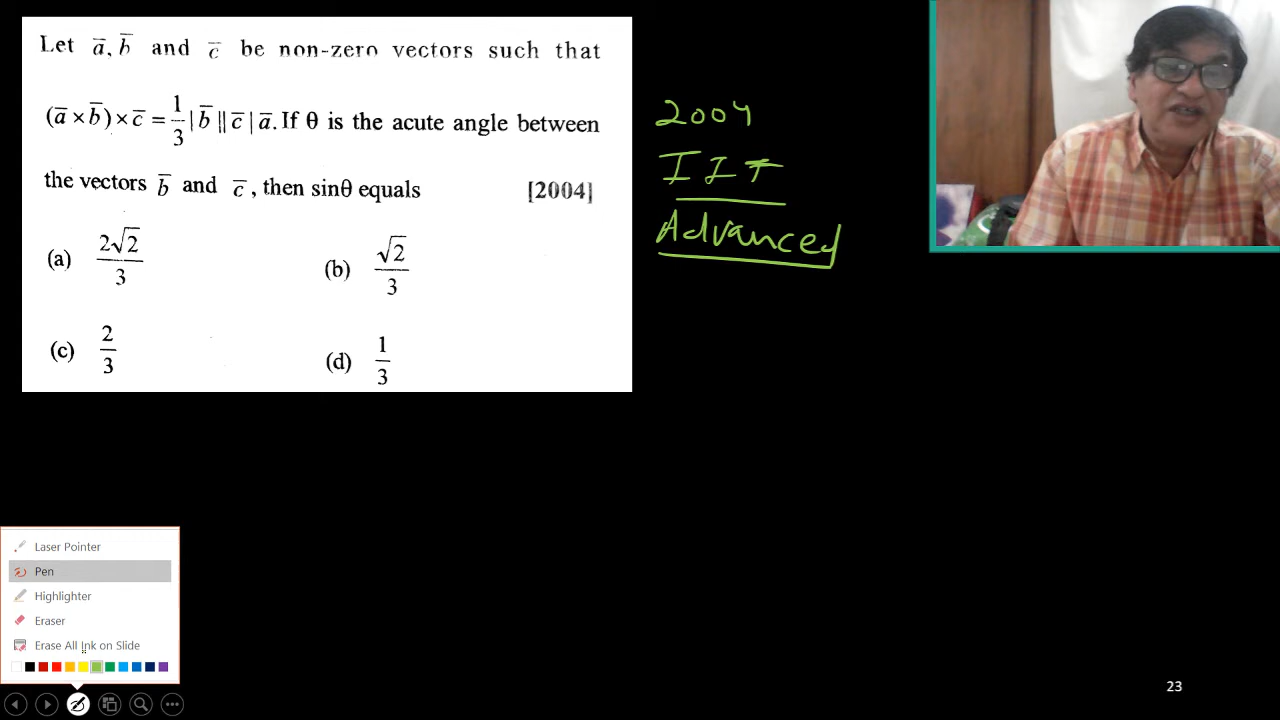 Let a̅, b̅ and c̅ be non-zero vectors such that
(a̅ × b̅) × c̅ = 1/3 | b̅ || c̅ | a̅. If θ is the acute angle between
the vectors b̅ and c̅, then sinθ equals [2004]
(a) 2√2/3 (b) √2/3
(c) 2/3 (d) 1/3
2004
IIT
Advanced
Laser Pointer
Pen
Highlighter
Eraser
Erase All Ink on Slide
23